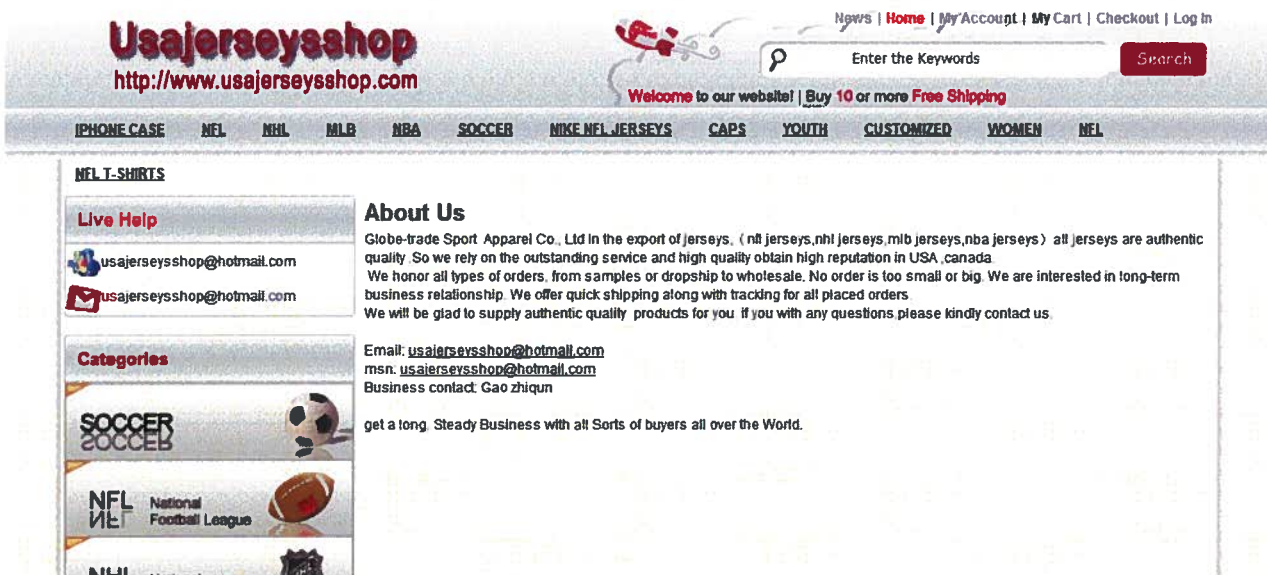 Usajerseysshop
http://www.usajerseysshop.com
News | Home | My Account | My Cart | Checkout | Log In
Enter the Keywords
Search
Welcome to our website! | Buy 10 or more Free Shipping
IPHONE CASE NFL NHL MLB NBA SOCCER NIKE NFL JERSEYS CAPS YOUTH CUSTOMIZED WOMEN NFL
NFL T-SHIRTS
Live Help
usajerseysshop@hotmail.com
usajerseysshop@hotmail.com
Categories
SOCCER
NFL National
Football League
NHL
About Us
Globe-trade Sport Apparel Co., Ltd in the export of jerseys, ( nfl jerseys,nhl jerseys,mlb jerseys,nba jerseys ) all jerseys are authentic
quality .So we rely on the outstanding service and high quality obtain high reputation in USA ,canada.
We honor all types of orders, from samples or dropship to wholesale. No order is too small or big. We are interested in long-term
business relationship. We offer quick shipping along with tracking for all placed orders.
We will be glad to supply authentic quality products for you. if you with any questions,please kindly contact us.
Email: usajerseysshop@hotmail.com
msn: usajerseysshop@hotmail.com
Business contact: Gao zhiqun
get a long, Steady Business with all Sorts of buyers all over the World.